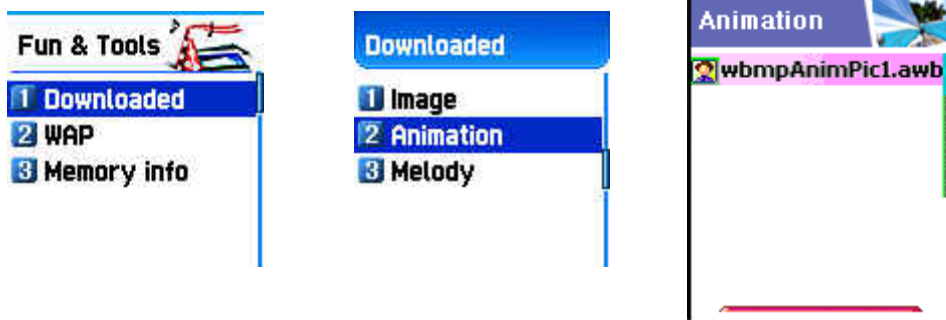 Fun & Tools
1 Downloaded
2 WAP
3 Memory info
Downloaded
1 Image
2 Animation
3 Melody
Animation
wbmpAnimPic1.awb